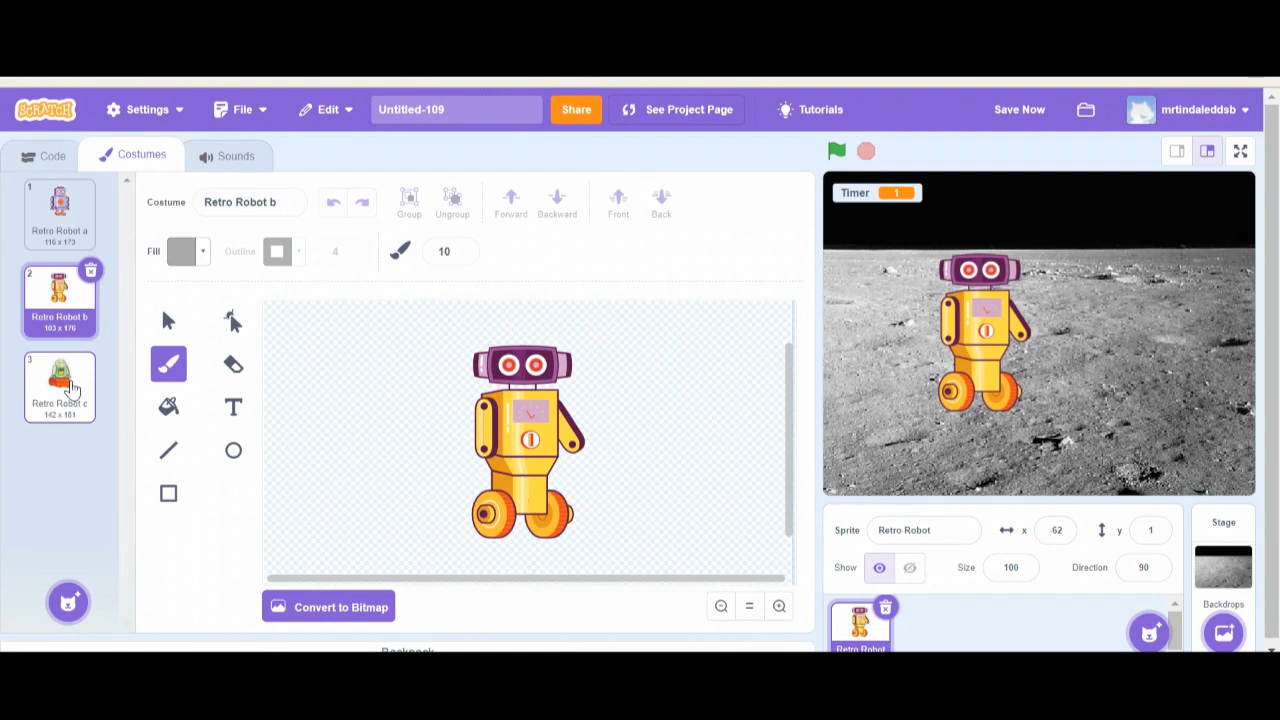 SCRATCH Settings File Edit Untitled-109 Share See Project Page Tutorials Save Now mrtindaleddsb
Code Costumes Sounds
1
Retro Robot a
116 x 173
2
Retro Robot b
103 x 176
3
Retro Robot c
142 x 181
Costume Retro Robot b Group Ungroup Forward Backward Front Back
Fill Outline 4 10
T
Convert to Bitmap
Backpack
Timer 1
Sprite Retro Robot x -62 y 1
Show Size 100 Direction 90
Retro Robot
Stage
Backdrops